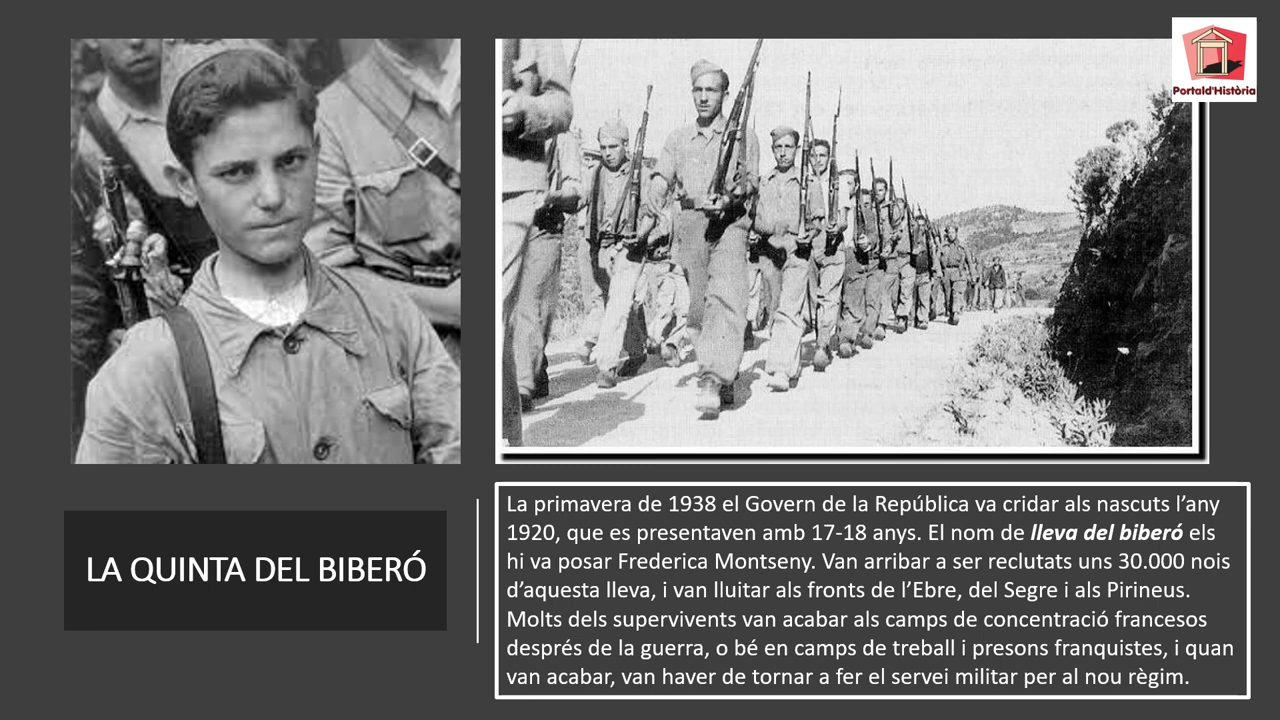 Portald'Història
LA QUINTA DEL BIBERÓ
La primavera de 1938 el Govern de la República va cridar als nascuts l’any
1920, que es presentaven amb 17-18 anys. El nom de lleva del biberó els
hi va posar Frederica Montseny. Van arribar a ser reclutats uns 30.000 nois
d’aquesta lleva, i van lluitar als fronts de l’Ebre, del Segre i als Pirineus.
Molts dels supervivents van acabar als camps de concentració francesos
després de la guerra, o bé en camps de treball i presons franquistes, i quan
van acabar, van haver de tornar a fer el servei militar per al nou règim.